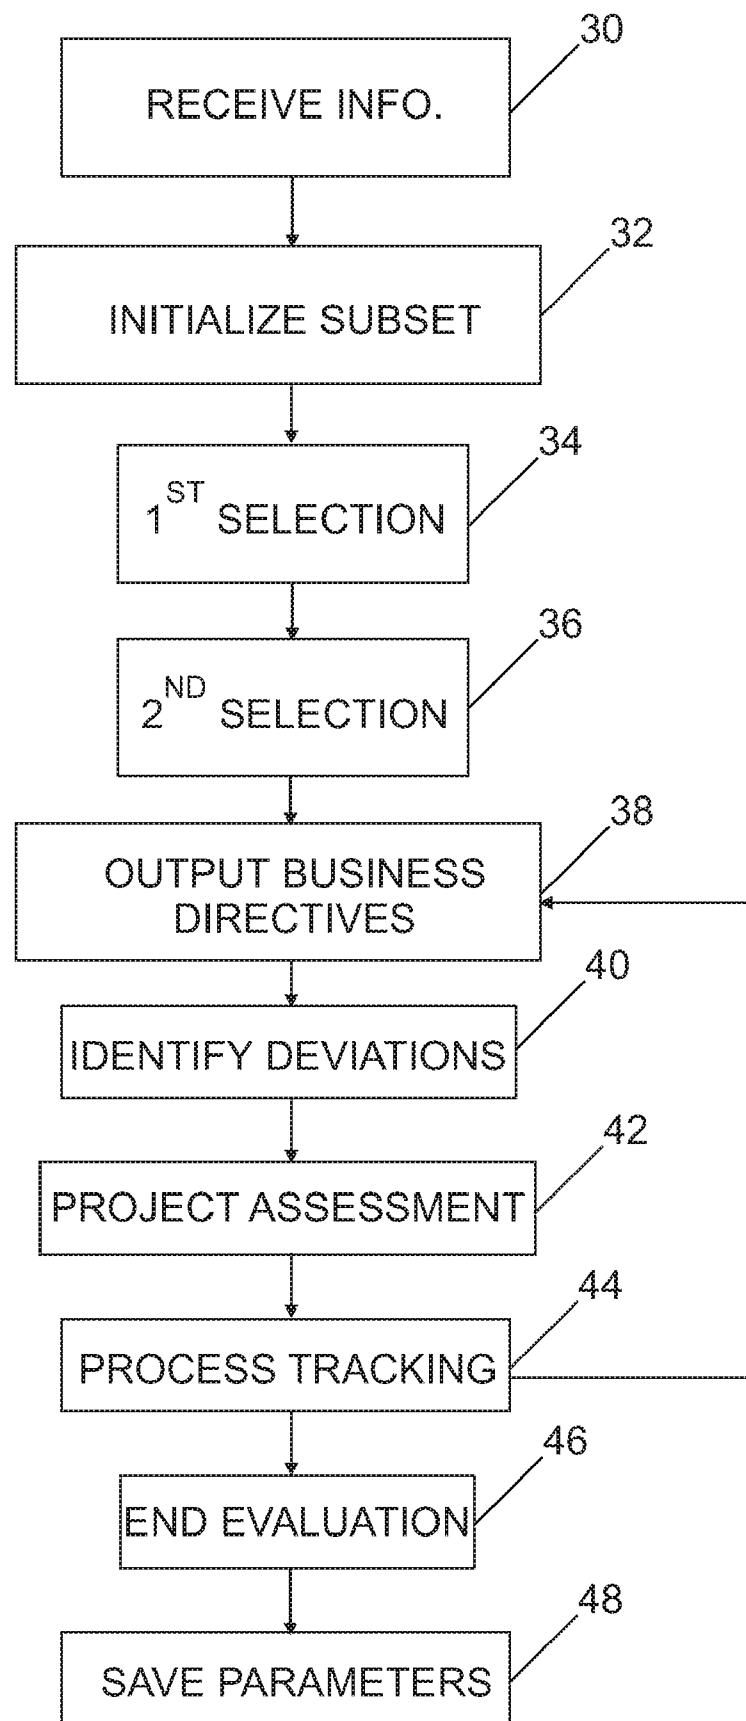 30
RECEIVE INFO.
32
INITIALIZE SUBSET
34
1ST SELECTION
36
2ND SELECTION
38
OUTPUT BUSINESS
DIRECTIVES
40
IDENTIFY DEVIATIONS
42
PROJECT ASSESSMENT
44
PROCESS TRACKING
46
END EVALUATION
48
SAVE PARAMETERS